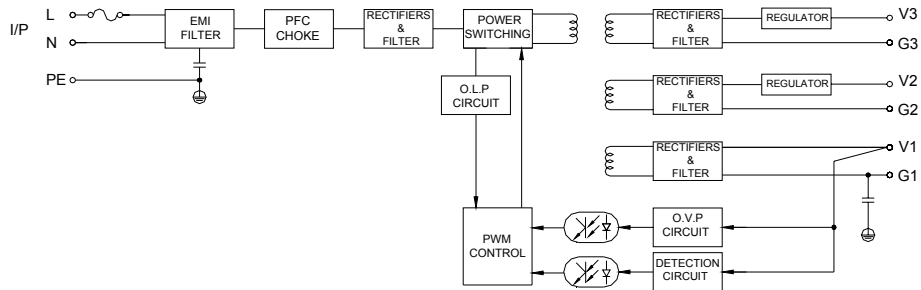 I/P
L
N
PE
EMI
FILTER
PFC
CHOKE
RECTIFIERS
&
FILTER
POWER
SWITCHING
O.L.P
CIRCUIT
PWM
CONTROL
RECTIFIERS
&
FILTER
REGULATOR
V3
G3
RECTIFIERS
&
FILTER
REGULATOR
V2
G2
RECTIFIERS
&
FILTER
V1
G1
O.V.P
CIRCUIT
DETECTION
CIRCUIT